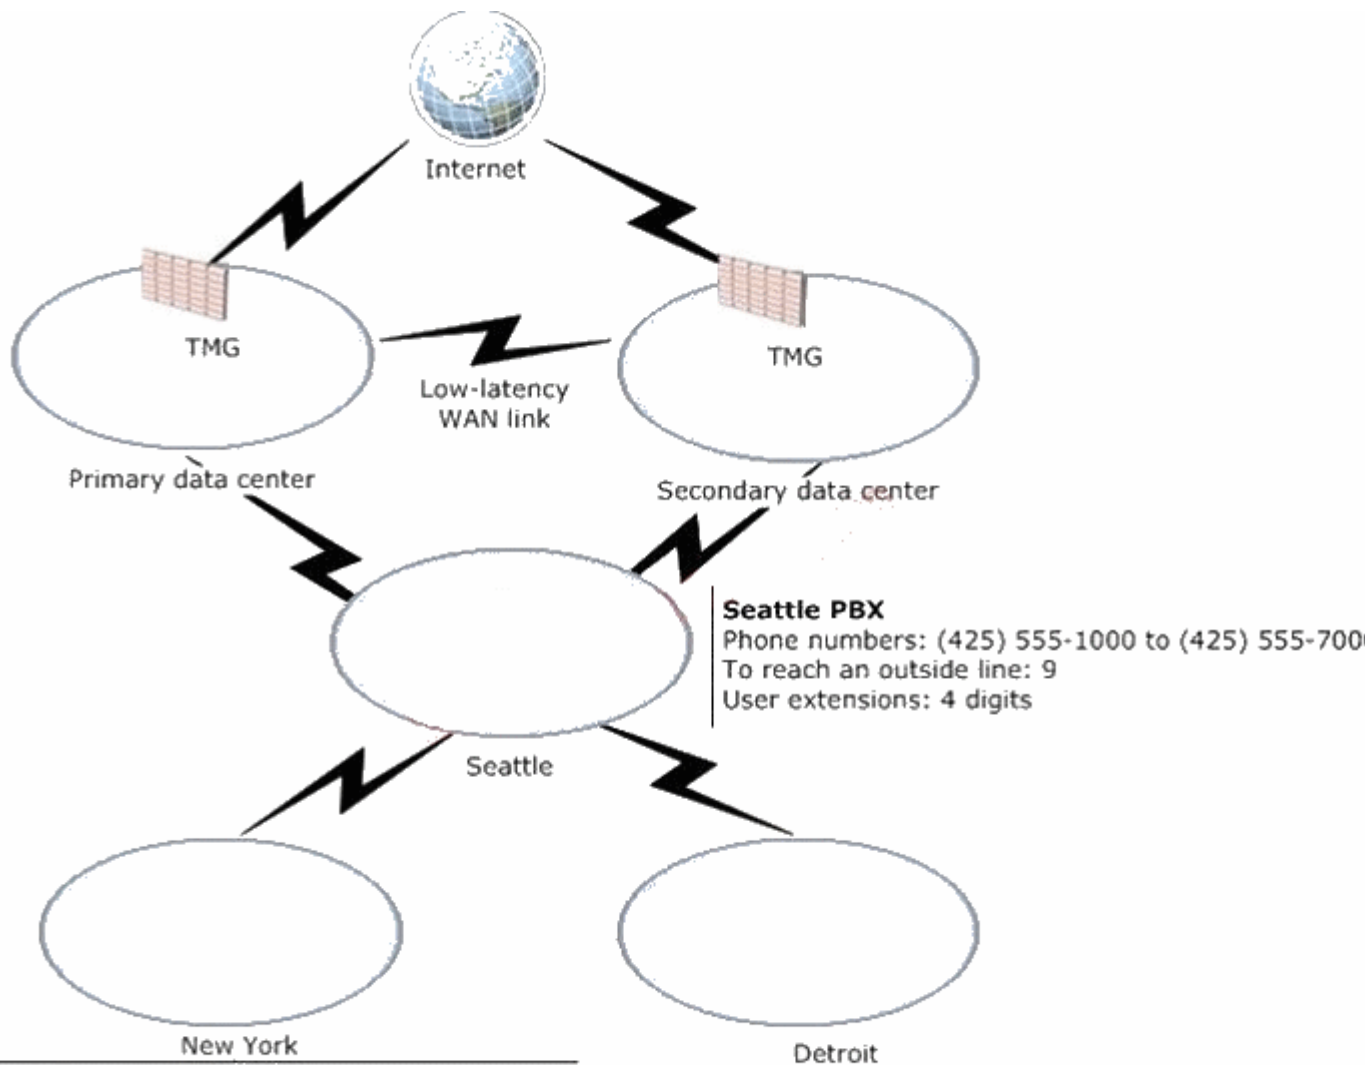 Internet
TMG
TMG
Low-latency
WAN link
Primary data center
Secondary data center
Seattle PBX
Phone numbers: (425) 555-1000 to (425) 555-700
To reach an outside line: 9
User extensions: 4 digits
Seattle
New York
Detroit